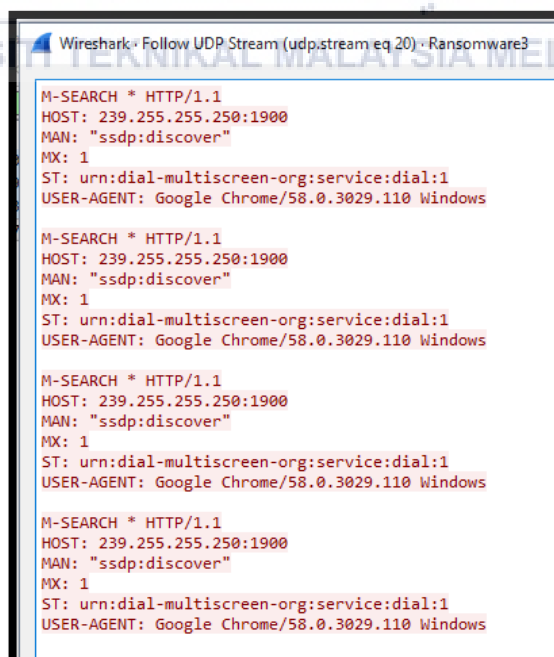 TEKNIKAL MALAYSIA MEL
Wireshark · Follow UDP Stream (udp.stream eq 20) · Ransomware3
M-SEARCH * HTTP/1.1
HOST: 239.255.255.250:1900
MAN: "ssdp:discover"
MX: 1
ST: urn:dial-multiscreen-org:service:dial:1
USER-AGENT: Google Chrome/58.0.3029.110 Windows
M-SEARCH * HTTP/1.1
HOST: 239.255.255.250:1900
MAN: "ssdp:discover"
MX: 1
ST: urn:dial-multiscreen-org:service:dial:1
USER-AGENT: Google Chrome/58.0.3029.110 Windows
M-SEARCH * HTTP/1.1
HOST: 239.255.255.250:1900
MAN: "ssdp:discover"
MX: 1
ST: urn:dial-multiscreen-org:service:dial:1
USER-AGENT: Google Chrome/58.0.3029.110 Windows
M-SEARCH * HTTP/1.1
HOST: 239.255.255.250:1900
MAN: "ssdp:discover"
MX: 1
ST: urn:dial-multiscreen-org:service:dial:1
USER-AGENT: Google Chrome/58.0.3029.110 Windows